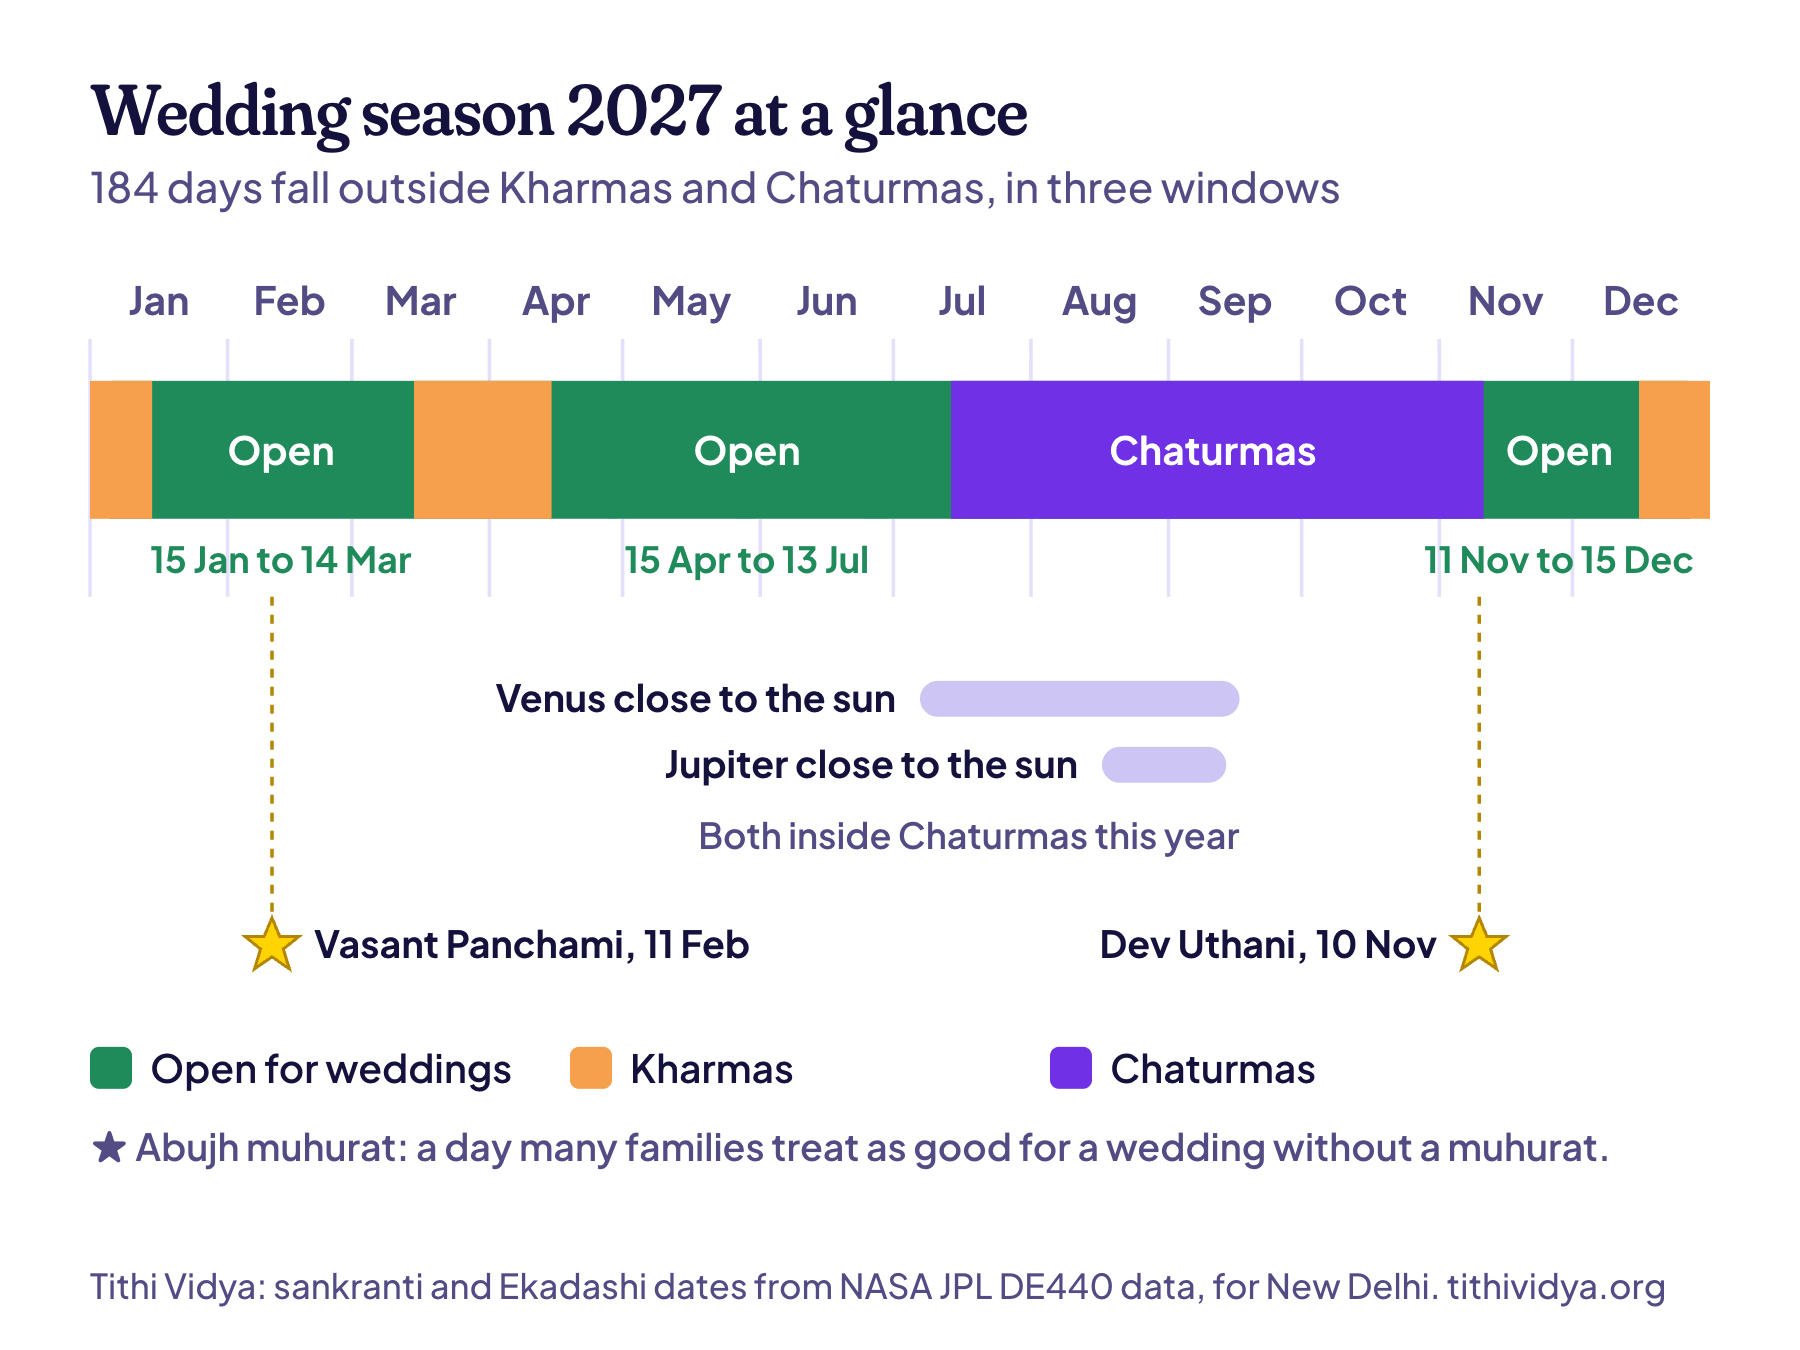 Wedding season 2027 at a glance
184 days fall outside Kharmas and Chaturmas, in three windows
Jan Feb Mar Apr May Jun Jul Aug Sep Oct Nov Dec
Open Open Chaturmas Open
15 Jan to 14 Mar 15 Apr to 13 Jul 11 Nov to 15 Dec
Venus close to the sun
Jupiter close to the sun
Both inside Chaturmas this year
Vasant Panchami, 11 Feb Dev Uthani, 10 Nov
Open for weddings Kharmas Chaturmas
★ Abujh muhurat: a day many families treat as good for a wedding without a muhurat.
Tithi Vidya: sankranti and Ekadashi dates from NASA JPL DE440 data, for New Delhi. tithividya.org